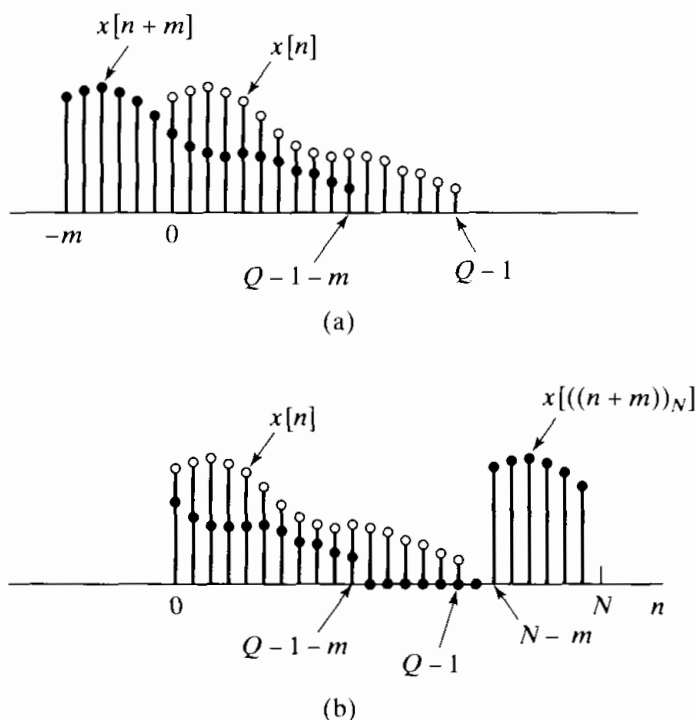 x[n + m]
x[n]
−m 0
Q − 1 − m Q − 1
(a)
x[n] x[((n + m))N]
0 N n
Q − 1 − m Q − 1 N − m
(b)